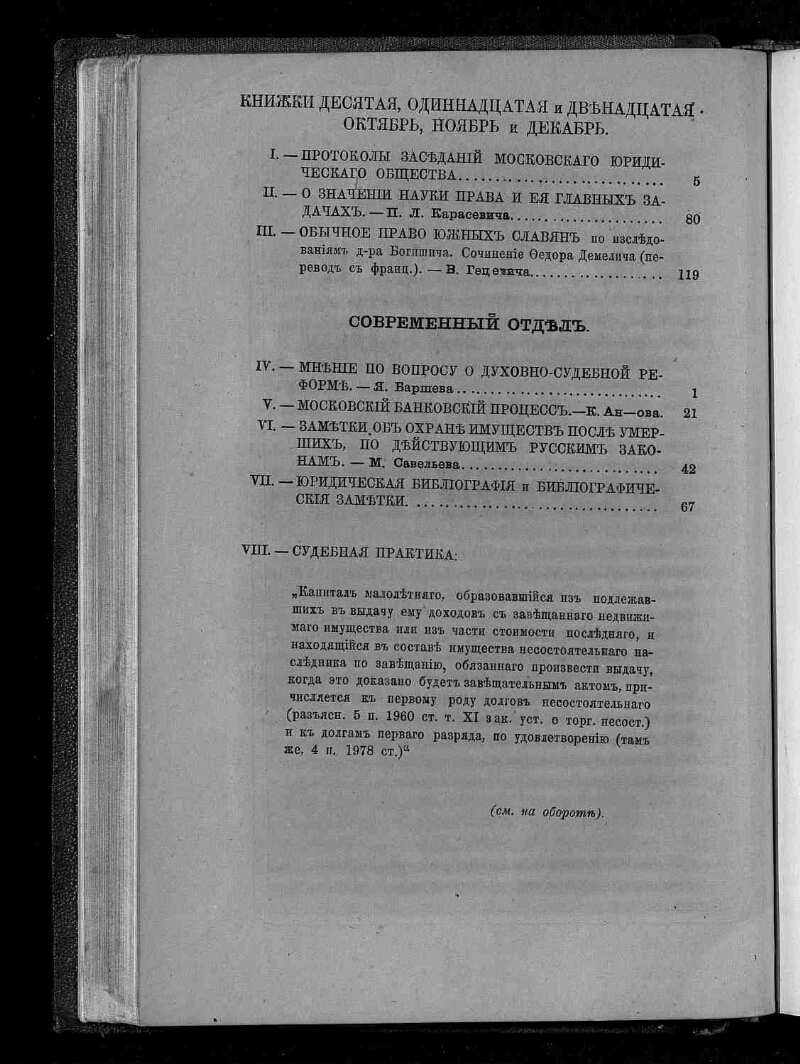 КНИЖКИ ДЕСЯТАЯ, ОДИННАДЦАТАЯ и ДВѢНАДЦАТАЯ.
ОКТЯБРЬ, НОЯБРЬ и ДЕКАБРЬ.
I. — ПРОТОКОЛЫ ЗАСѢДАНІЙ МОСКОВСКАГО ЮРИДИ-
ЧЕСКАГО ОБЩЕСТВА. . . . . . . . . . . . . . . . . . 5
II. — О ЗНАЧЕНІИ НАУКИ ПРАВА И ЕЯ ГЛАВНЫХЪ ЗА-
ДАЧАХЪ. — П. Л. Карасевича. . . . . . . . . . . . . . 80
III. — ОБЫЧНОЕ ПРАВО ЮЖНЫХЪ СЛАВЯНЪ по изслѣдо-
ваніямъ д-ра Богишича. Сочиненіе Ѳедора Демелича (пе-
реводъ съ франц.). — В. Гецевича. . . . . . . . . . . . 119
СОВРЕМЕННЫЙ ОТДѢЛЪ.
IV. — МНѢНІЕ ПО ВОПРОСУ О ДУХОВНО-СУДЕБНОЙ РЕ-
ФОРМѢ. — Я. Варшева . . . . . . . . . . . . . . . . . 1
V. — МОСКОВСКІЙ БАНКОВСКІЙ ПРОЦЕССЪ.—К. Ан—ова. 21
VI. — ЗАМѢТКИ ОБЪ ОХРАНѢ ИМУЩЕСТВЪ ПОСЛѢ УМЕР-
ШИХЪ, ПО ДѢЙСТВУЮЩИМЪ РУССКИМЪ ЗАКО-
НАМЪ. — М. Савельева. . . . . . . . . . . . . . . . . 42
VII. — ЮРИДИЧЕСКАЯ БИБЛІОГРАФІЯ и БИБЛІОГРАФИЧЕ-
СКІЯ ЗАМѢТКИ. . . . . . . . . . . . . . . . . . . . . 67
VIII. — СУДЕБНАЯ ПРАКТИКА:
„Капиталъ малолѣтняго, образовавшійся изъ подлежав-
шихъ въ выдачу ему доходовъ съ завѣщаннаго недвижи-
маго имущества или изъ части стоимости послѣдняго, и
находящійся въ составѣ имущества несостоятельнаго на-
слѣдника по завѣщанію, обязаннаго произвести выдачу,
когда это доказано будетъ завѣщательнымъ актомъ, при-
числяется къ первому роду долговъ несостоятельнаго
(разъясн. 5 п. 1960 ст. т. XI зак. уст. о торг. несост.)
и къ долгамъ перваго разряда, по удовлетворенію (тамъ
же, 4 п. 1978 ст.)“
(см. на оборотѣ).